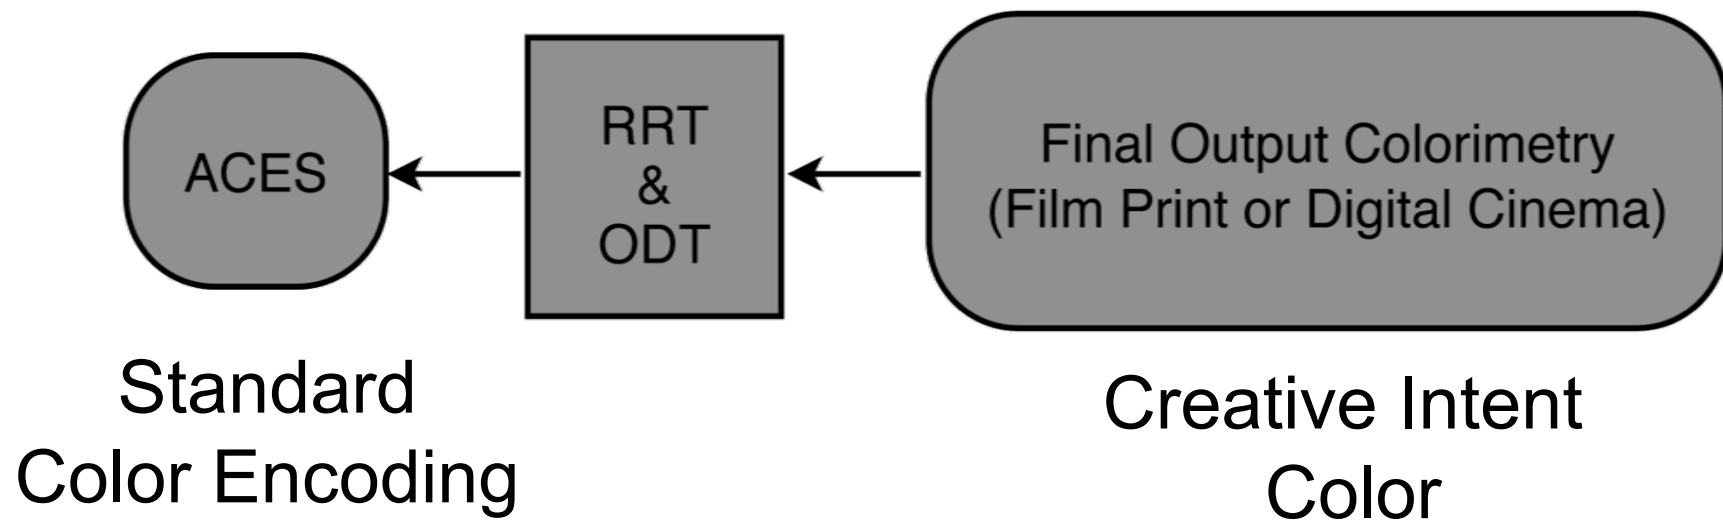 ACES
RRT
&
ODT
Final Output Colorimetry
(Film Print or Digital Cinema)
Standard
Color Encoding
Creative Intent
Color